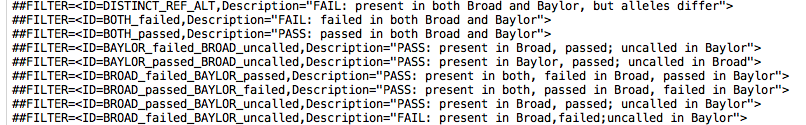 ##FILTER=<ID=DISTINCT_REF_ALT,Description="FAIL: present in both Broad and Baylor, but alleles differ">
##FILTER=<ID=BOTH_failed,Description="FAIL: failed in both Broad and Baylor">
##FILTER=<ID=BOTH_passed,Description="PASS: passed in both Broad and Baylor">
##FILTER=<ID=BAYLOR_failed_BROAD_uncalled,Description="PASS: present in Broad, passed; uncalled in Baylor">
##FILTER=<ID=BAYLOR_passed_BROAD_uncalled,Description="PASS: present in Baylor, passed; uncalled in Broad">
##FILTER=<ID=BROAD_failed_BAYLOR_passed,Description="PASS: present in both, failed in Broad, passed in Baylor">
##FILTER=<ID=BROAD_passed_BAYLOR_failed,Description="PASS: present in both, passed in Broad, failed in Baylor">
##FILTER=<ID=BROAD_passed_BAYLOR_uncalled,Description="PASS: present in Broad, passed; uncalled in Baylor">
##FILTER=<ID=BROAD_failed_BAYLOR_uncalled,Description="FAIL: present in Broad,failed;uncalled in Baylor">